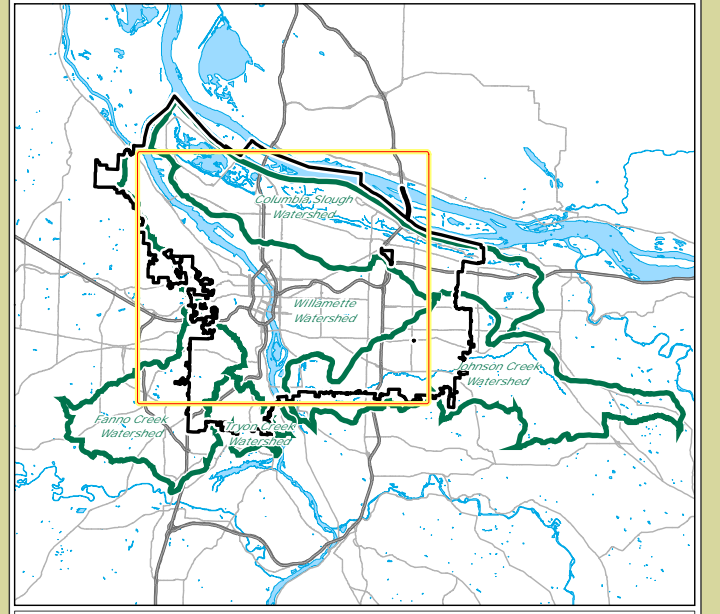 Columbia Slough
Watershed
Willamette
Watershed
Johnson Creek
Watershed
Fanno Creek
Watershed
Tryon Creek
Watershed